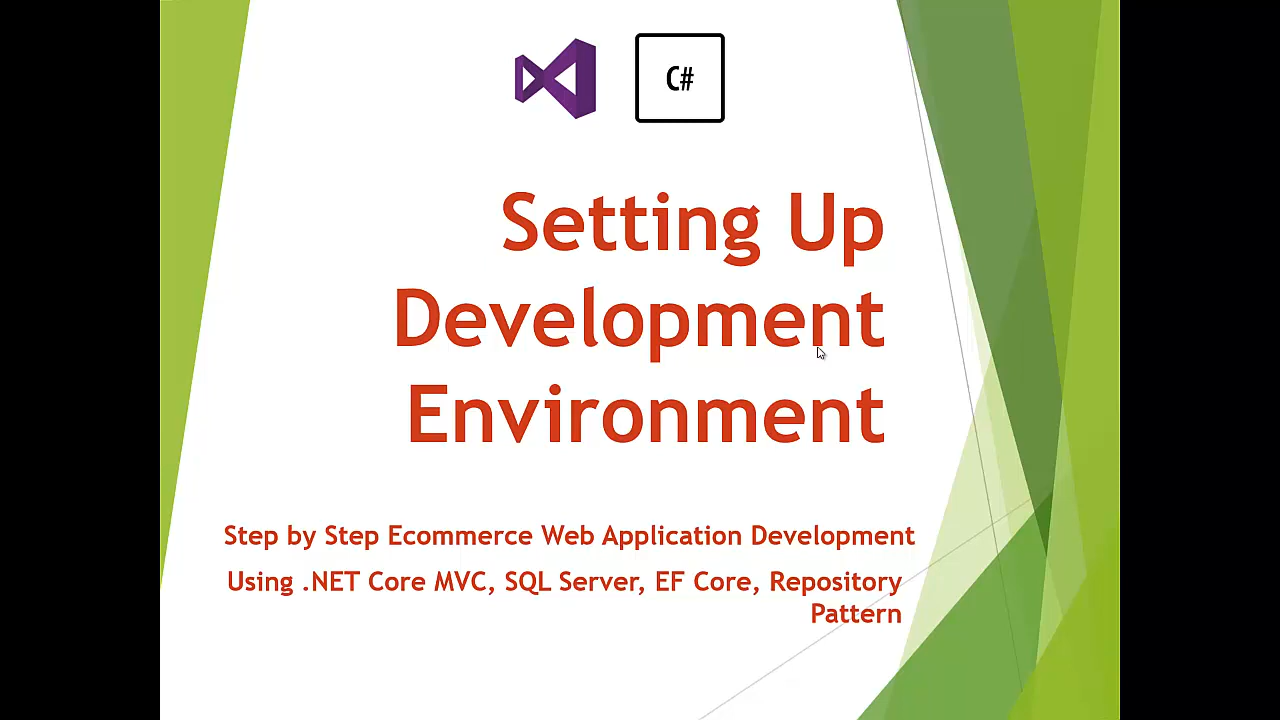 C#
Setting Up
Development
Environment
Step by Step Ecommerce Web Application Development
Using .NET Core MVC, SQL Server, EF Core, Repository
Pattern